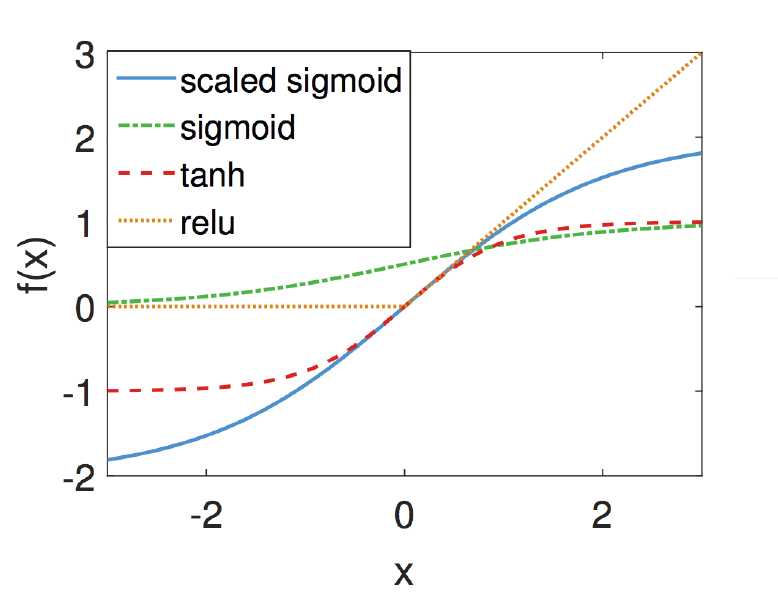 scaled sigmoid
sigmoid
tanh
relu
3
2
1
0
-1
-2
f(x)
-2 0 2
x